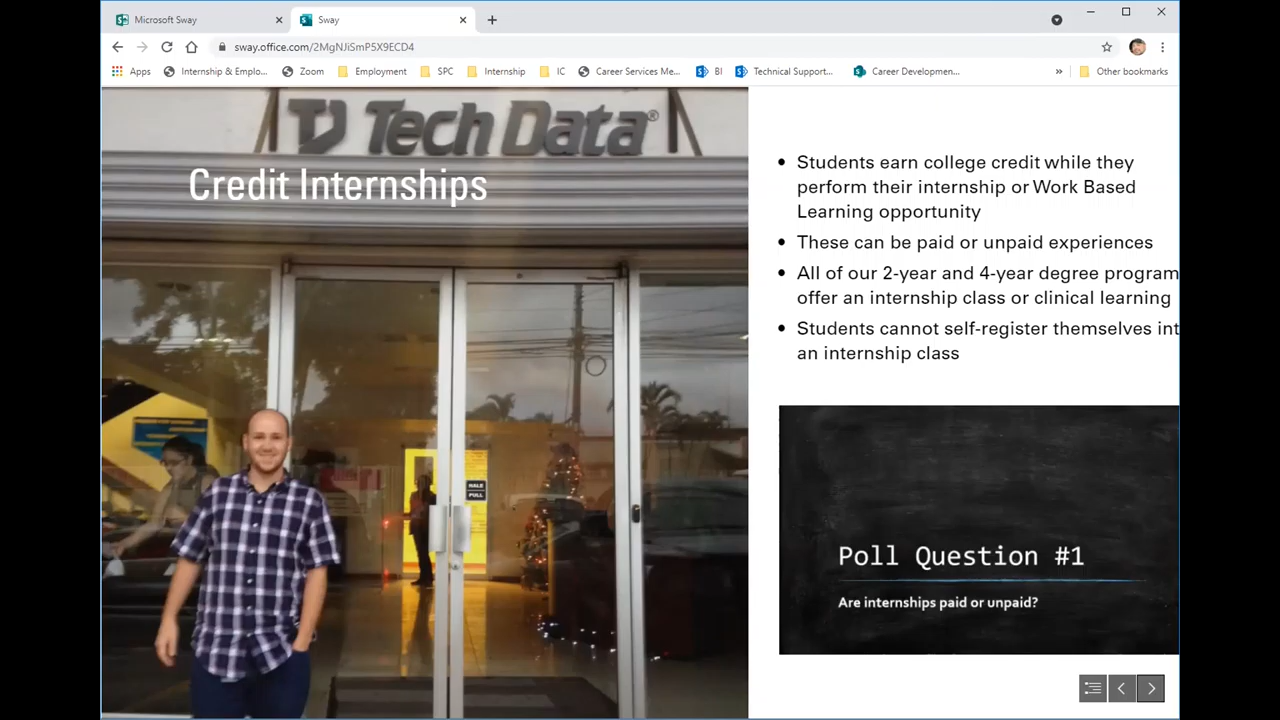 Microsoft Sway
Sway
sway.office.com/2MgNJiSmP5X9ECD4
Apps
Internship & Emplo...
Zoom
Employment
SPC
Internship
IC
Career Services Me...
BI
Technical Support...
Career Developmen...
»
Other bookmarks
Tech Data®
Credit Internships
HALE
PULL
• Students earn college credit while they
perform their internship or Work Based
Learning opportunity
• These can be paid or unpaid experiences
• All of our 2-year and 4-year degree program
offer an internship class or clinical learning
• Students cannot self-register themselves int
an internship class
Poll Question #1
Are internships paid or unpaid?